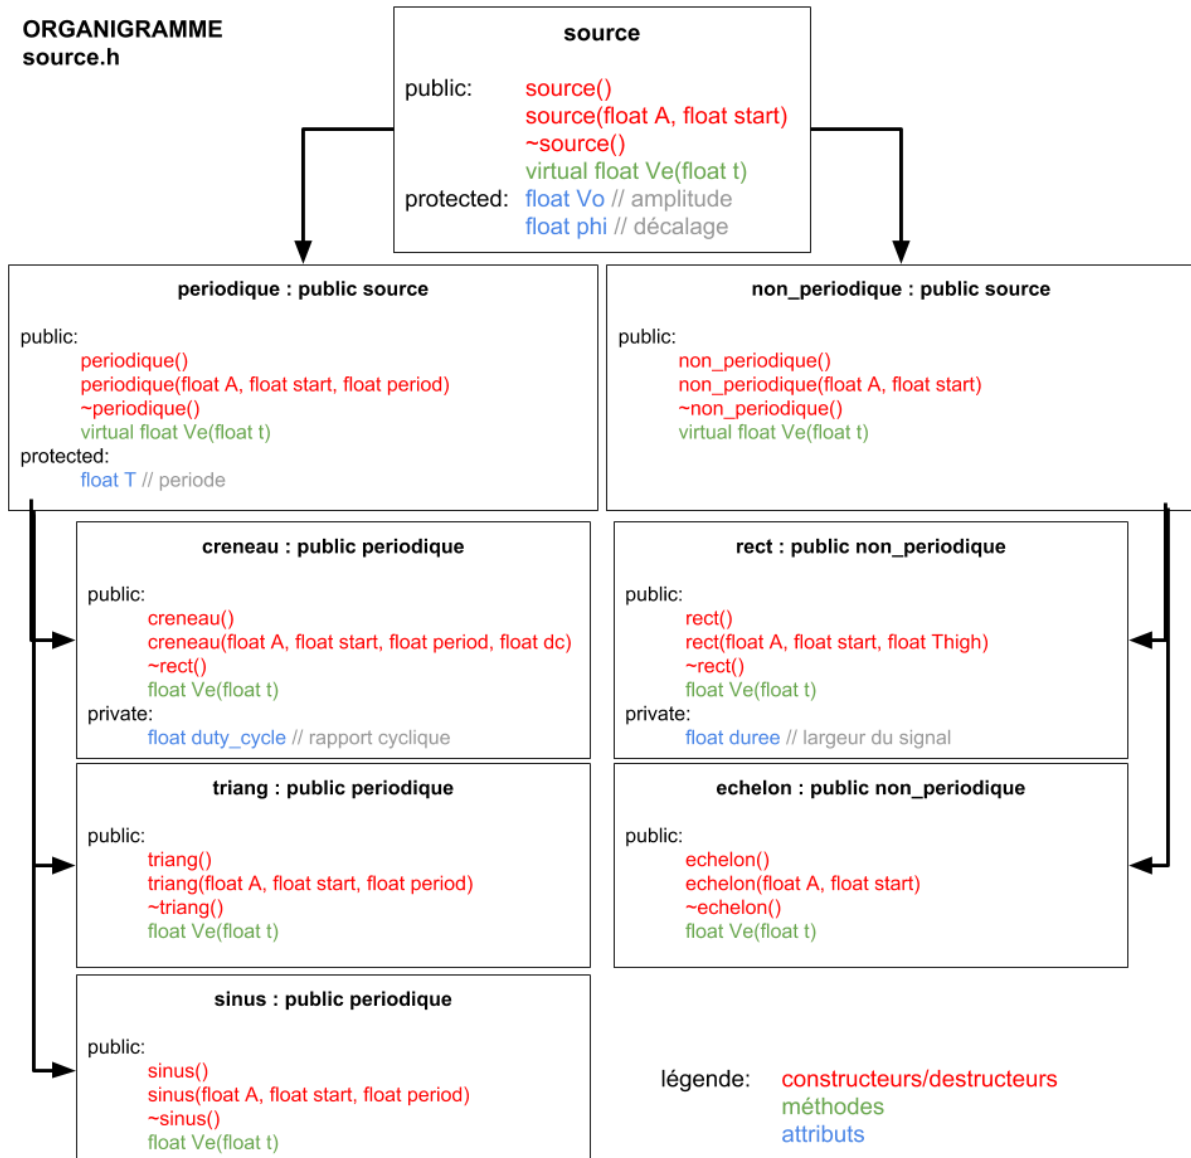 ORGANIGRAMME
source.h
source
public: source()
source(float A, float start)
~source()
virtual float Ve(float t)
protected: float Vo // amplitude
float phi // décalage
periodique : public source
public:
periodique()
periodique(float A, float start, float period)
~periodique()
virtual float Ve(float t)
protected:
float T // periode
non_periodique : public source
public:
non_periodique()
non_periodique(float A, float start)
~non_periodique()
virtual float Ve(float t)
creneau : public periodique
public:
creneau()
creneau(float A, float start, float period, float dc)
~rect()
float Ve(float t)
private:
float duty_cycle // rapport cyclique
rect : public non_periodique
public:
rect()
rect(float A, float start, float Thigh)
~rect()
float Ve(float t)
private:
float duree // largeur du signal
triang : public periodique
public:
triang()
triang(float A, float start, float period)
~triang()
float Ve(float t)
echelon : public non_periodique
public:
echelon()
echelon(float A, float start)
~echelon()
float Ve(float t)
sinus : public periodique
public:
sinus()
sinus(float A, float start, float period)
~sinus()
float Ve(float t)
légende: constructeurs/destructeurs
méthodes
attributs